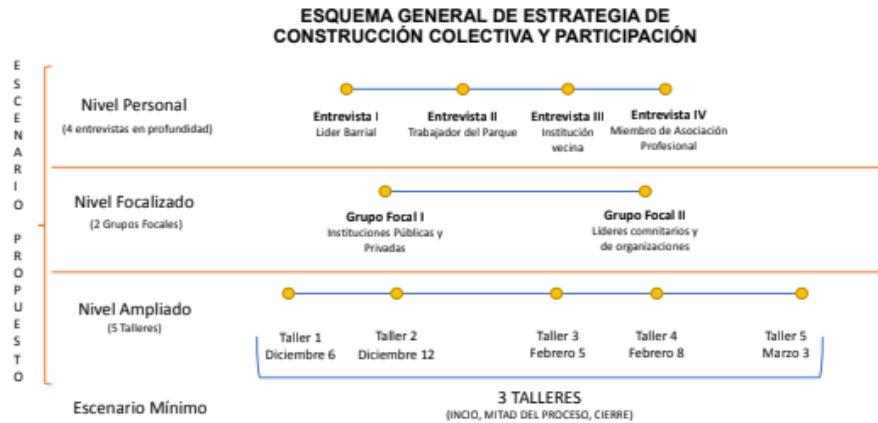 ESQUEMA GENERAL DE ESTRATEGIA DE
CONSTRUCCIÓN COLECTIVA Y PARTICIPACIÓN
ESCENARIO PROPUESTO
Nivel Personal
(4 entrevistas en profundidad)
Entrevista I
Lider Barrial
Entrevista II
Trabajador del Parque
Entrevista III
Institución
vecina
Entrevista IV
Miembro de Asociación
Profesional
Nivel Focalizado
(2 Grupos Focales)
Grupo Focal I
Instituciones Públicas y
Privadas
Grupo Focal II
Líderes comnitarios y
de organizaciones
Nivel Ampliado
(5 Talleres)
Taller 1
Diciembre 6
Taller 2
Diciembre 12
Taller 3
Febrero 5
Taller 4
Febrero 8
Taller 5
Marzo 3
Escenario Mínimo
3 TALLERES
(INCIO, MITAD DEL PROCESO, CIERRE)